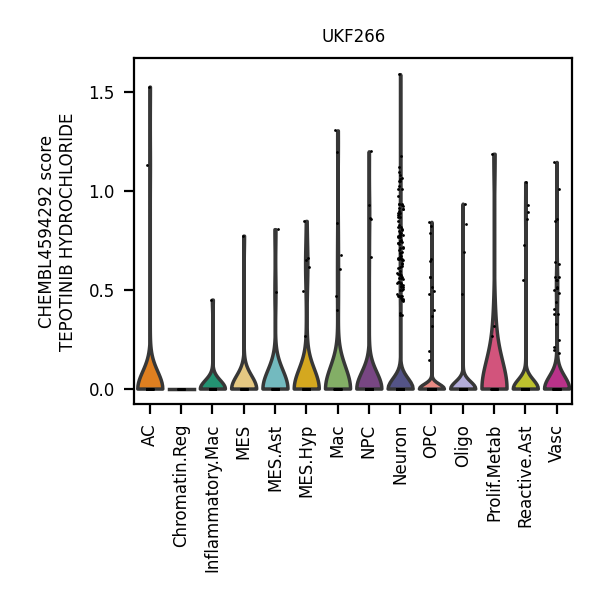 UKF266
CHEMBL4594292 score
TEPOTINIB HYDROCHLORIDE
1.5
1.0
0.5
0.0
AC
Chromatin.Reg
Inflammatory.Mac
MES
MES.Ast
MES.Hyp
Mac
NPC
Neuron
OPC
Oligo
Prolif.Metab
Reactive.Ast
Vasc